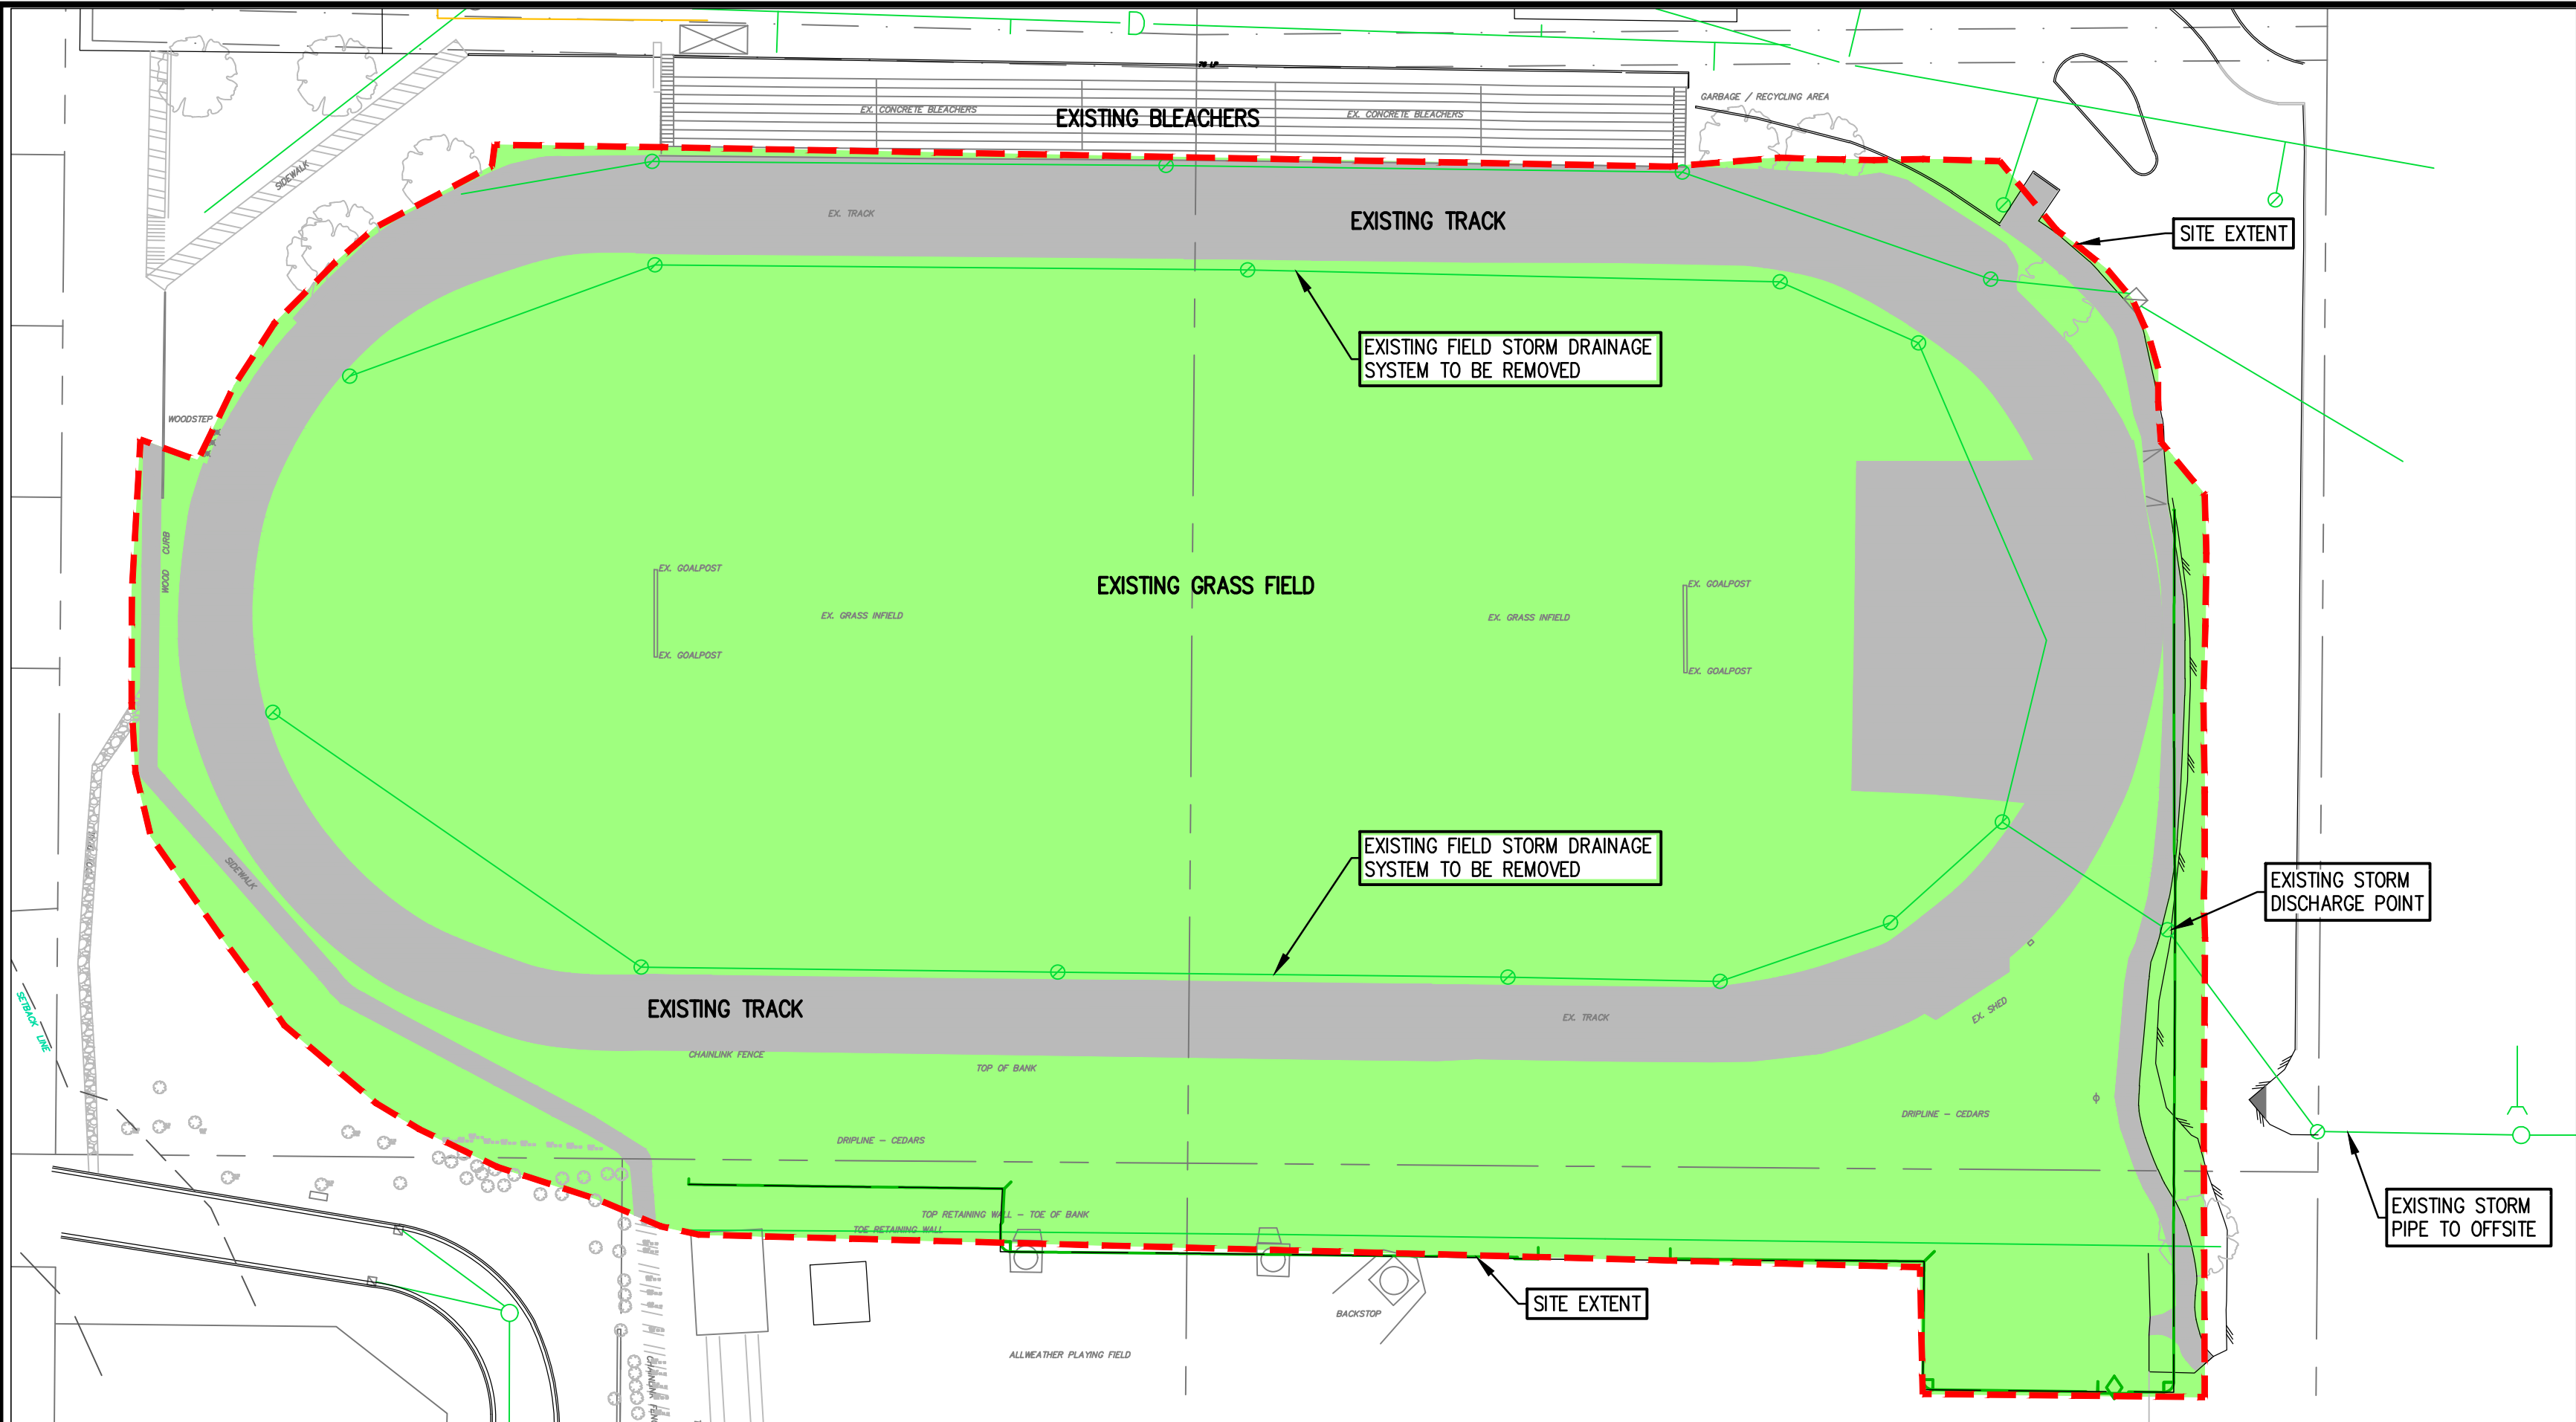 D
76 LP
EX. CONCRETE BLEACHERS
EXISTING BLEACHERS
EX. CONCRETE BLEACHERS
GARBAGE / RECYCLING AREA
SIDEWALK
EX. TRACK
EXISTING TRACK
SITE EXTENT
EXISTING FIELD STORM DRAINAGE
SYSTEM TO BE REMOVED
WOODSTEP
WOOD CURB
EX. GOALPOST
EX. GOALPOST
EXISTING GRASS FIELD
EX. GRASS INFIELD
EX. GRASS INFIELD
EX. GOALPOST
EX. GOALPOST
EXISTING FIELD STORM DRAINAGE
SYSTEM TO BE REMOVED
SIDEWALK
EXISTING STORM
DISCHARGE POINT
SETBACK LINE
EXISTING TRACK
EX. TRACK
EX. SHED
CHAINLINK FENCE
TOP OF BANK
DRIPLINE - CEDARS
DRIPLINE - CEDARS
TOP RETAINING WALL - TOE OF BANK
TOE RETAINING WALL
EXISTING STORM
PIPE TO OFFSITE
SITE EXTENT
BACKSTOP
ALLWEATHER PLAYING FIELD